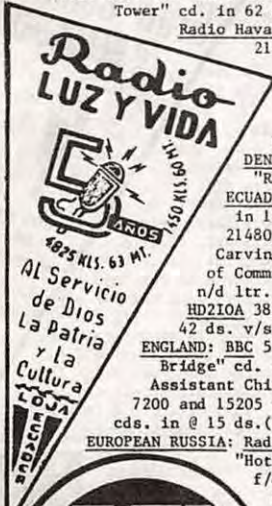 Tower" cd. in 62
Radio Hava
21
DEN
"R
ECUAD
in l
21480
Carvin
of Comm
n/d ltr.
HD2IOA 38
42 ds. v/s
ENGLAND: BBC 5
Bridge" cd.
Assistant Chi
7200 and 15205
cds. in @ 15 ds.(
EUROPEAN RUSSIA: Rad
"Hot
f/
Radio
LUZ Y VIDA
AÑOS
4825 KLS. 63 MT.
1450 KLS. 60 MT.
AL Servicio
de Dios
La Patria
y La
Cultura
LOJA
ECUADOR